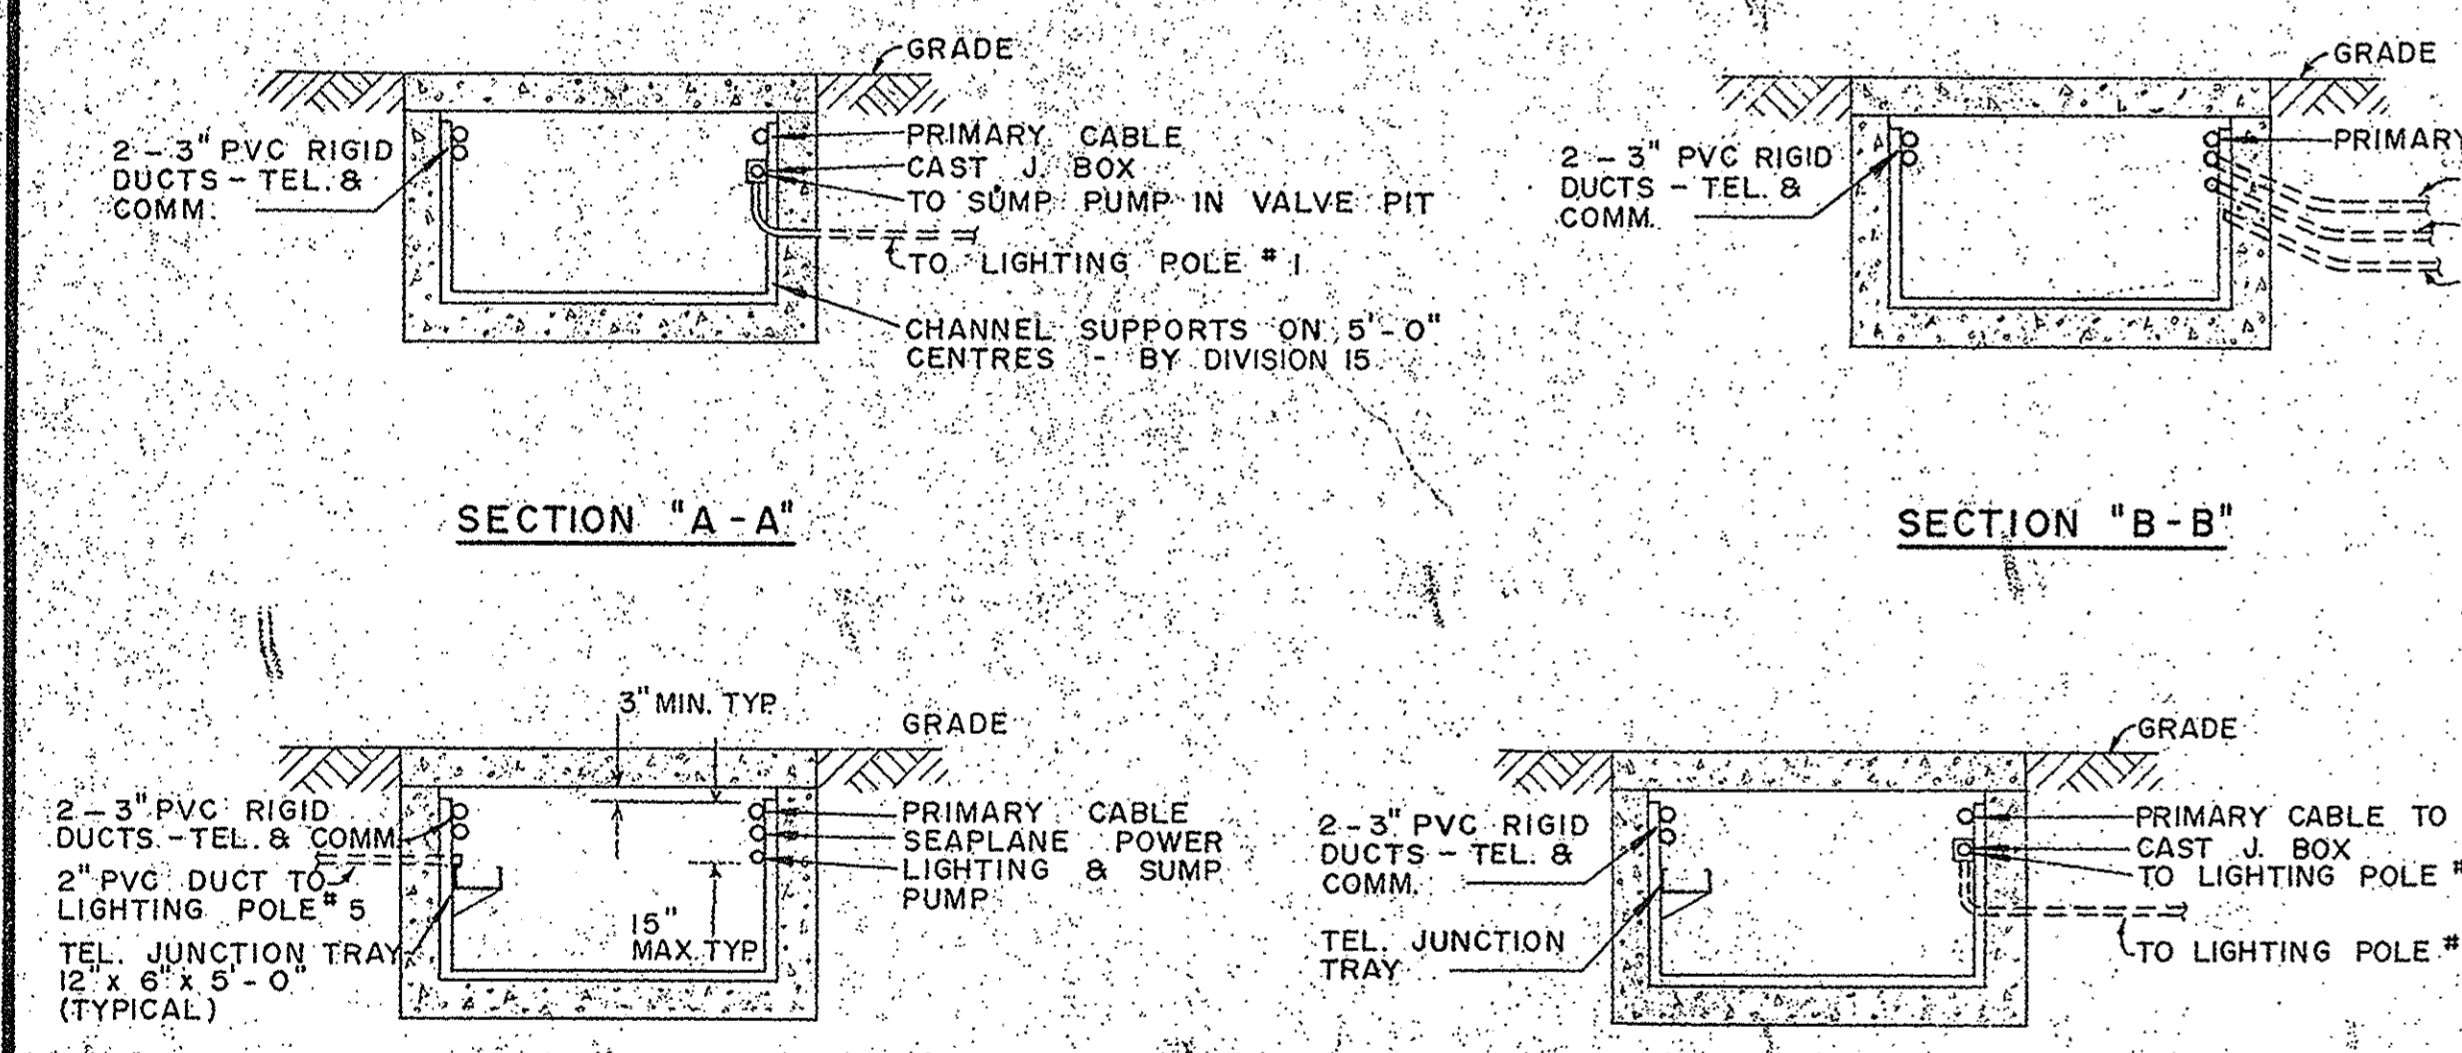 GRADE
2 - 3" PVC RIGID
DUCTS - TEL. &
COMM.
PRIMARY CABLE
CAST J. BOX
TO SUMP PUMP IN VALVE PIT
TO LIGHTING POLE # 1
CHANNEL SUPPORTS ON 5'-0"
CENTRES - BY DIVISION 15
SECTION "A-A"
GRADE
2 - 3" PVC RIGID
DUCTS - TEL. &
COMM.
PRIMARY
SECTION "B-B"
3" MIN. TYP.
GRADE
2 - 3" PVC RIGID
DUCTS - TEL. & COMM.
2" PVC DUCT TO
LIGHTING POLE # 5
TEL. JUNCTION TRAY
12" x 6" x 5'-0"
(TYPICAL)
15"
MAX. TYP.
PRIMARY CABLE
SEAPLANE POWER
LIGHTING & SUMP
PUMP
GRADE
2 - 3" PVC RIGID
DUCTS - TEL. &
COMM.
TEL. JUNCTION
TRAY
PRIMARY CABLE TO
CAST J. BOX
TO LIGHTING POLE #
TO LIGHTING POLE #